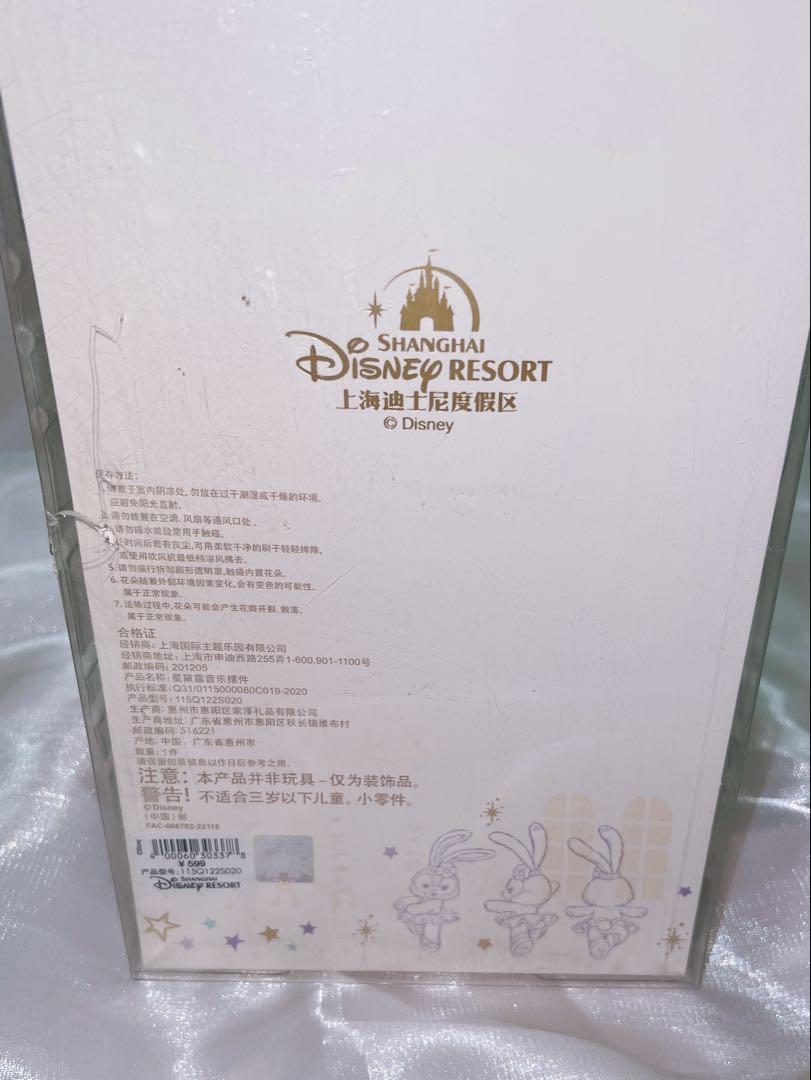 SHANGHAI
Disney RESORT
上海迪士尼度假区
© Disney
保存方法：
1. 请置于室内阴凉处，勿放在过于潮湿或干燥的环境，
应避免阳光直射。
请勿放置在空调、风扇等通风口处。
请勿碰水或经常用手触碰。
长时间后若有灰尘，可用柔软干净的刷子轻轻掸除，
或使用吹风机最低档凉风拂去。
5. 请勿强行拆卸圆形透明罩，触碰内置花朵。
6. 花朵随着外部环境因素变化，会有变色的可能性，
属于正常现象。
7. 运输过程中，花朵可能会产生花瓣开裂、散落，
属于正常现象。
合格证
经销商：上海国际主题乐园有限公司
经销商地址：上海市申迪西路255弄1-600,901-1100号
邮政编码：201205
产品名称：星黛露音乐摆件
执行标准：Q31/0115000080C019-2020
产品型号：115Q122S020
生产商：惠州市惠阳区家泽礼品有限公司
生产商地址：广东省惠州市惠阳区秋长镇维布村
邮政编码：516221
产地：中国，广东省惠州市
数量：1件
请保留包装信息以作日后参考之用。
注意：本产品并非玩具－仅为装饰品。
警告！不适合三岁以下儿童。小零件。
©Disney
（中国）制
FAC-066782-22118
4 00060 30337 8
¥ 599
产品型号：115Q122S020
SHANGHAI
Disney RESORT